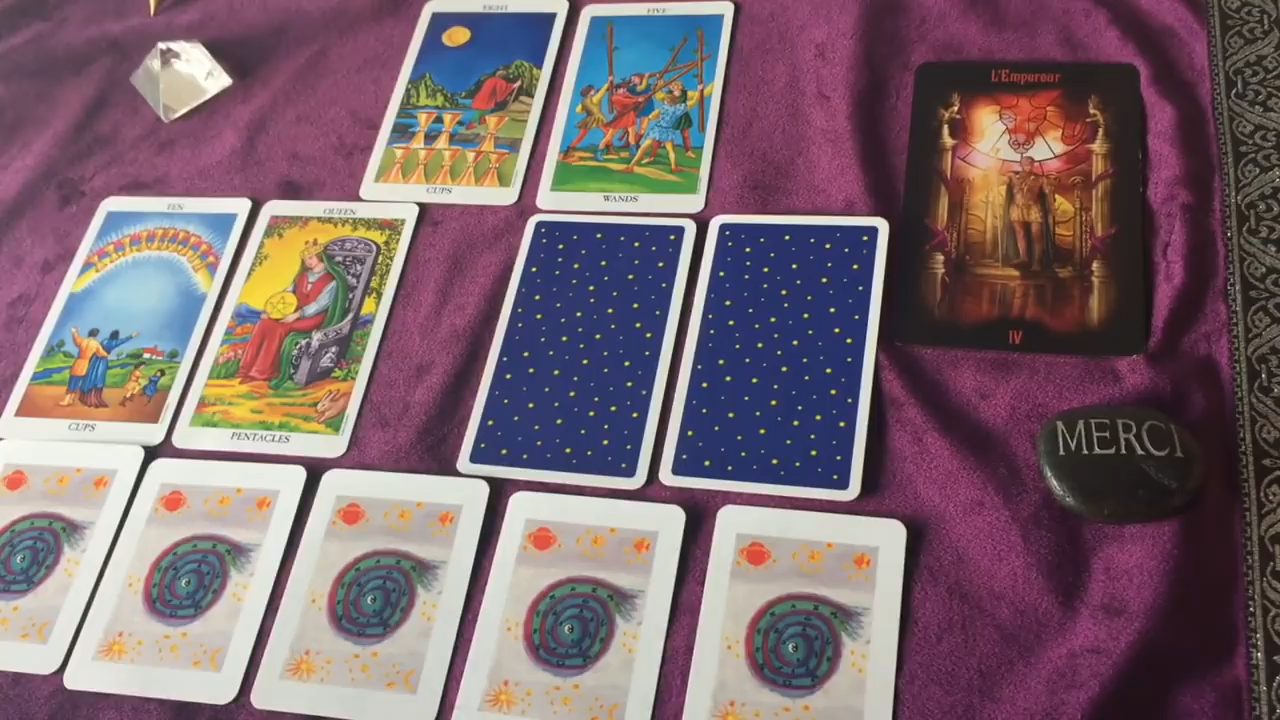 EIGHT
CUPS
FIVE
WANDS
TEN
CUPS
QUEEN
PENTACLES
L'Empereur
IV
MERCI